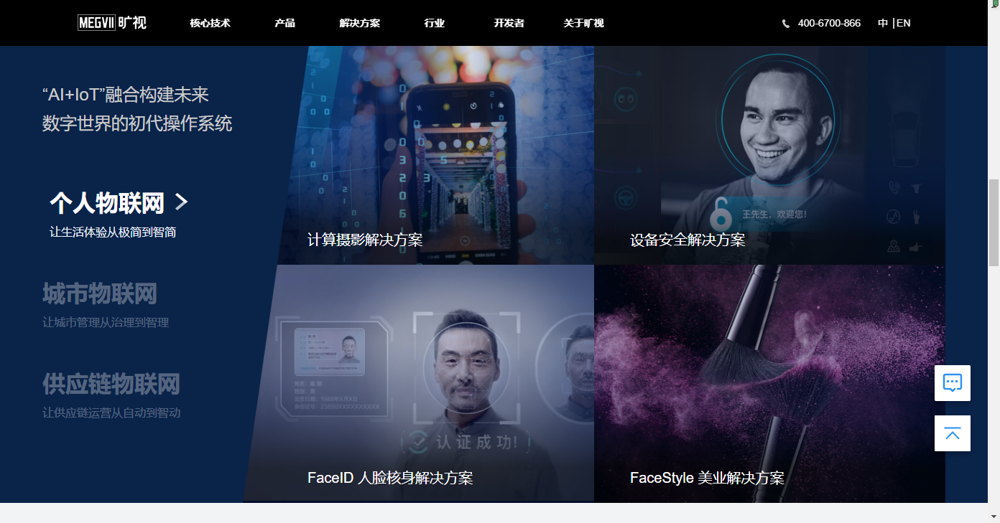 MEGVII 旷视
核心技术
产品
解决方案
行业
开发者
关于旷视
400-6700-866
中 | EN
“AI+IoT”融合构建未来
数字世界的初代操作系统
个人物联网
让生活体验从极简到智简
城市物联网
让城市管理从治理到智理
供应链物联网
让供应链运营从自动到智动
计算摄影解决方案
王先生，欢迎您!
设备安全解决方案
认证成功!
FaceID 人脸核身解决方案
FaceStyle 美业解决方案